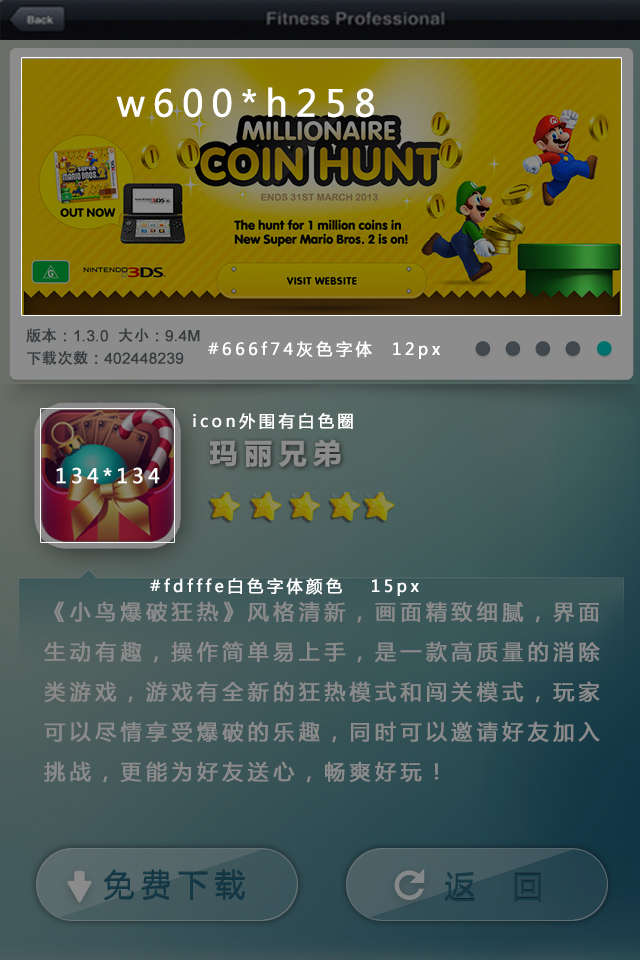 Back
Fitness Professional
w600*h258
MILLIONAIRE
COIN HUNT
ENDS 31ST MARCH 2013
SUPER
MARIO BROS. 2
OUT NOW
NINTENDO3DS XL
The hunt for 1 million coins in
New Super Mario Bros. 2 is on!
G
NINTENDO3DS
VISIT WEBSITE
版本：1.3.0 大小：9.4M
下载次数：402448239
#666f74灰色字体 12px
icon外围有白色圈
玛丽兄弟
134*134
#fdfffe白色字体颜色 15px
《小鸟爆破狂热》风格清新，画面精致细腻，界面
生动有趣，操作简单易上手，是一款高质量的消除
类游戏，游戏有全新的狂热模式和闯关模式，玩家
可以尽情享受爆破的乐趣，同时可以邀请好友加入
挑战，更能为好友送心，畅爽好玩！
免费下载
返 回